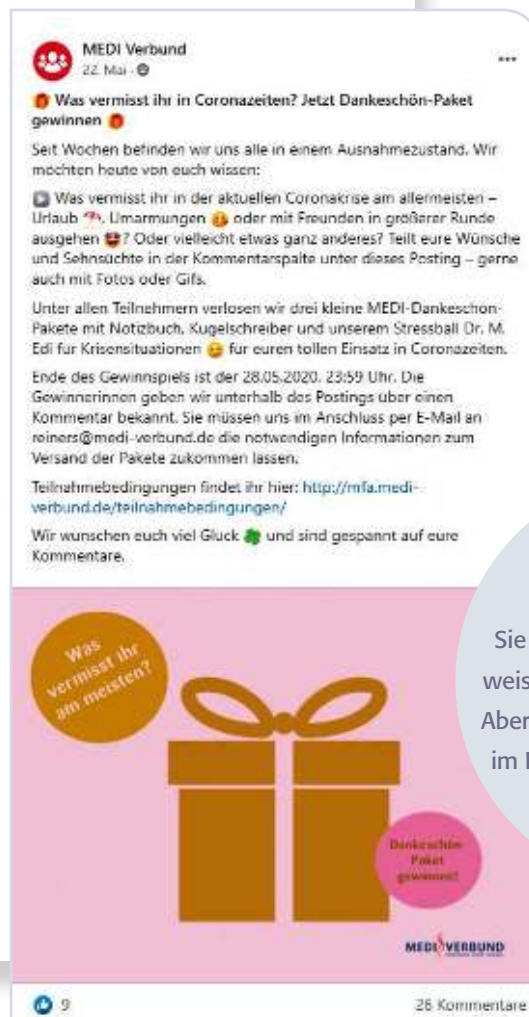 MEDI Verbund
22. Mai
Was vermisst ihr in Coronazeiten? Jetzt Dankeschön-Paket
gewinnen
Seit Wochen befinden wir uns alle in einem Ausnahmezustand. Wir
möchten heute von euch wissen:
Was vermisst ihr in der aktuellen Coronakrise am allermeisten –
Urlaub ⛱, Umarmungen 🤗 oder mit Freunden in größerer Runde
ausgehen 🤩? Oder vielleicht etwas ganz anderes? Teilt eure Wünsche
und Sehnsüchte in der Kommentarspalte unter dieses Posting – gerne
auch mit Fotos oder Gifs.
Unter allen Teilnehmern verlosen wir drei kleine MEDI-Dankeschön-
Pakete mit Notizbuch, Kugelschreiber und unserem Stressball Dr. M.
Edi für Krisensituationen 😉 für euren tollen Einsatz in Coronazeiten.
Ende des Gewinnspiels ist der 28.05.2020, 23:59 Uhr. Die
Gewinnerinnen geben wir unterhalb des Postings über einen
Kommentar bekannt. Sie müssen uns im Anschluss per E-Mail an
reiners@medi-verbund.de die notwendigen Informationen zum
Versand der Pakete zukommen lassen.
Teilnahmebedingungen findet ihr hier: http://mfa.medi-
verbund.de/teilnahmebedingungen/
Wir wünschen euch viel Glück 🍀 und sind gespannt auf eure
Kommentare.
Was
vermisst ihr
am meisten?
Dankeschön
Paket
gewinnen!
MEDI VERBUND
9
26 Kommentare
Sie
weis
Aber
im